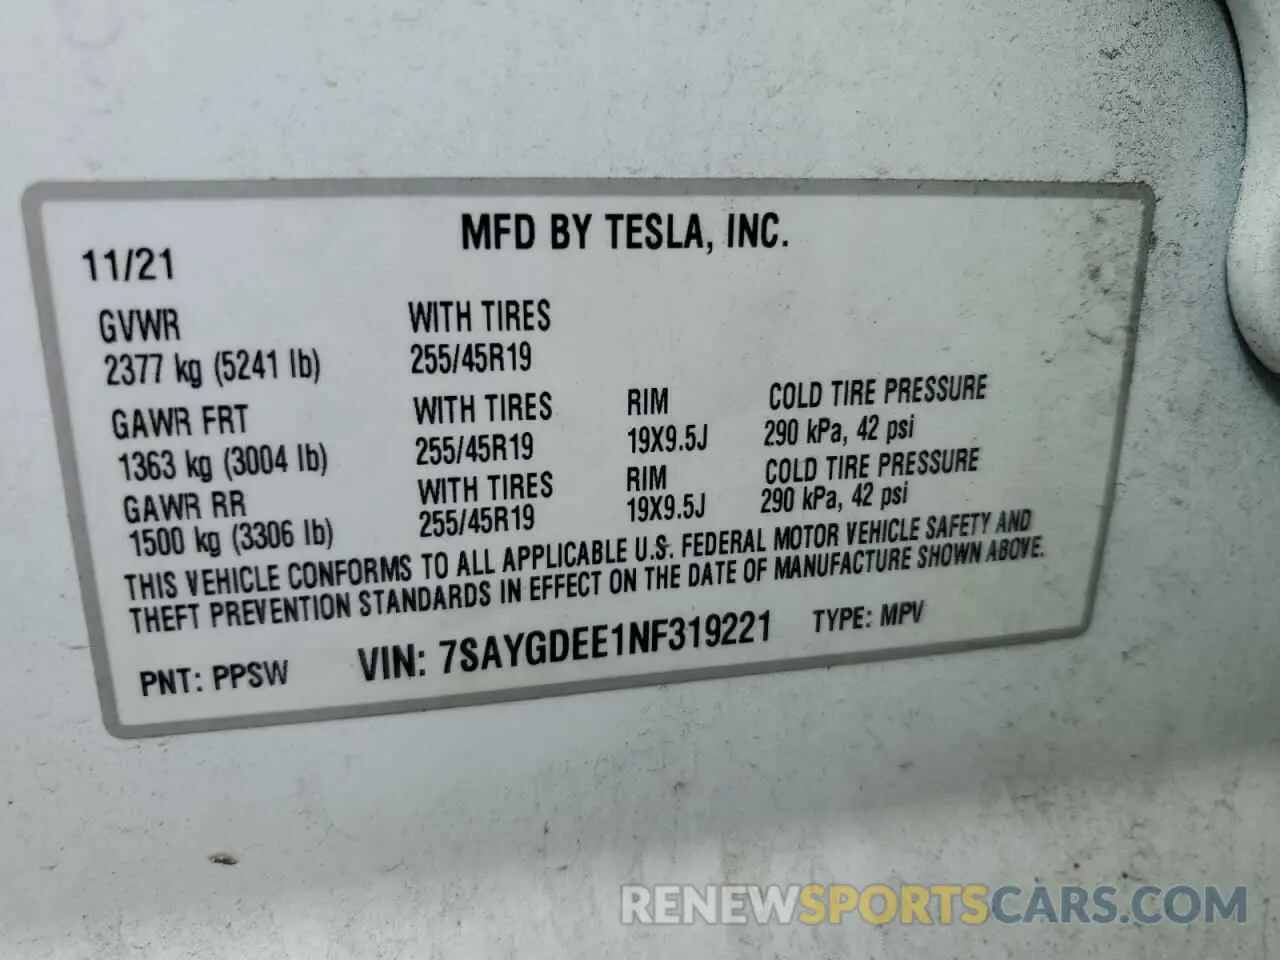 MFD BY TESLA, INC.
11/21
GVWR WITH TIRES
2377 kg (5241 lb) 255/45R19
GAWR FRT WITH TIRES RIM COLD TIRE PRESSURE
1363 kg (3004 lb) 255/45R19 19X9.5J 290 kPa, 42 psi
GAWR RR WITH TIRES RIM COLD TIRE PRESSURE
1500 kg (3306 lb) 255/45R19 19X9.5J 290 kPa, 42 psi
THIS VEHICLE CONFORMS TO ALL APPLICABLE U.S. FEDERAL MOTOR VEHICLE SAFETY AND
THEFT PREVENTION STANDARDS IN EFFECT ON THE DATE OF MANUFACTURE SHOWN ABOVE.
PNT: PPSW VIN: 7SAYGDEE1NF319221 TYPE: MPV
RENEWSPORTSCARS.COM